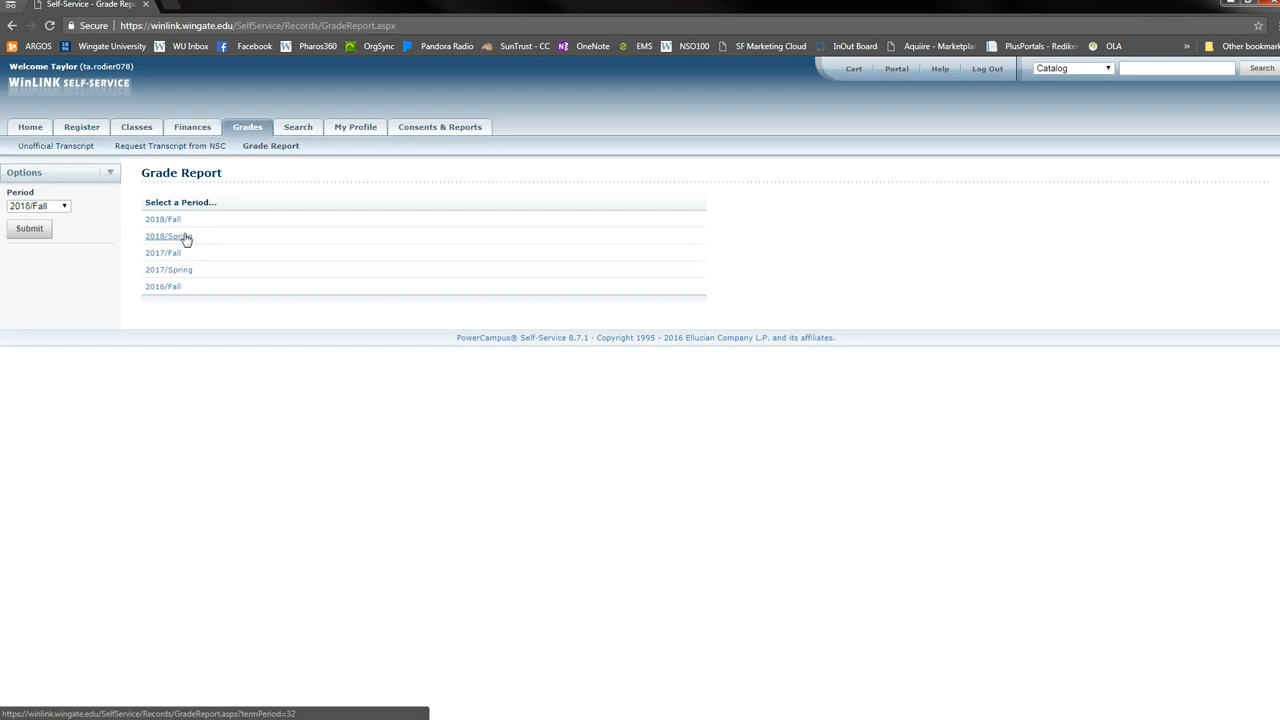 Self-Service - Grade Repo
Secure https://winlink.wingate.edu/SelfService/Records/GradeReport.aspx
ARGOS Wingate University WU Inbox Facebook Pharos360 OrgSync Pandora Radio SunTrust - CC OneNote EMS NSO100 SF Marketing Cloud InOut Board Aquiire - Marketplac PlusPortals - Redike OLA » Other bookmark
Welcome Taylor (ta.rodier078)
WinLINK SELF-SERVICE
Cart Portal Help Log Out Catalog Search
Home Register Classes Finances Grades Search My Profile Consents & Reports
Unofficial Transcript Request Transcript from NSC Grade Report
Options
Period
2018/Fall
Submit
Grade Report
Select a Period...
2018/Fall
2018/Spring
2017/Fall
2017/Spring
2016/Fall
PowerCampus® Self-Service 8.7.1 · Copyright 1995 - 2016 Ellucian Company L.P. and its affiliates.
https://winlink.wingate.edu/SelfService/Records/GradeReport.aspx?termPeriod=32